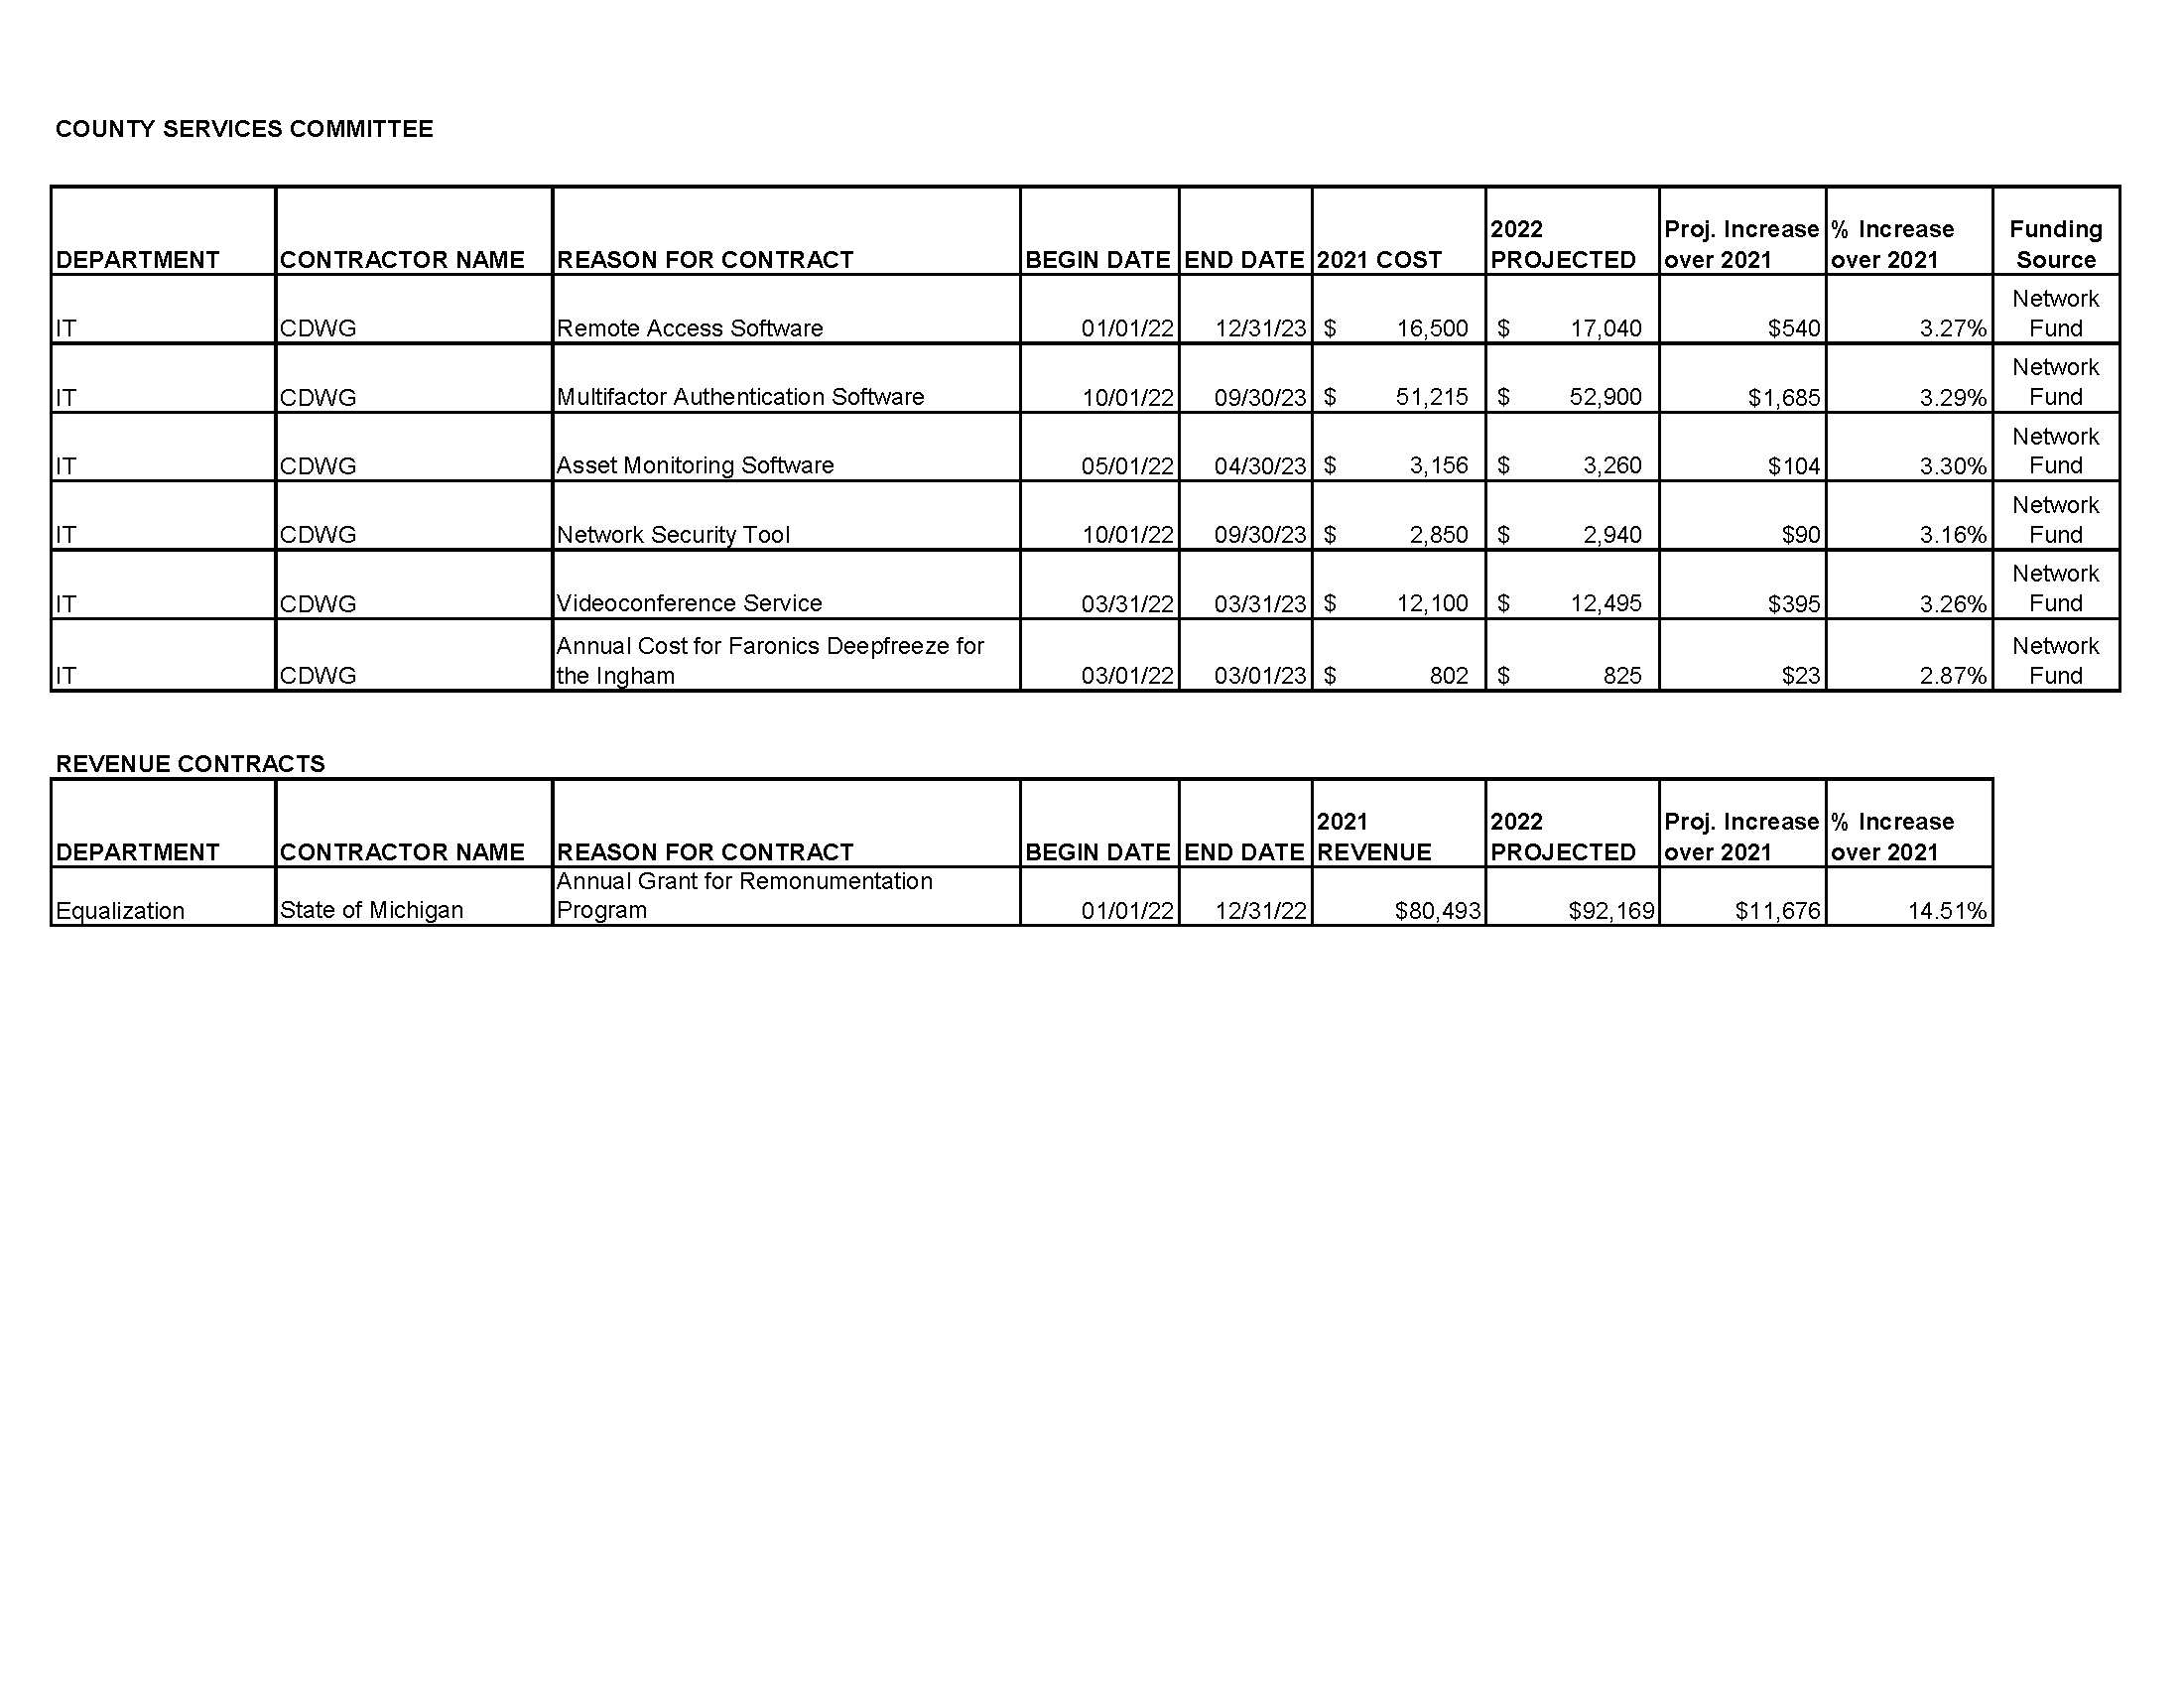 COUNTY SERVICES COMMITTEE
DEPARTMENT CONTRACTOR NAME REASON FOR CONTRACT BEGIN DATE END DATE 2021 COST 2022 PROJECTED Proj. Increase over 2021 % Increase over 2021 Funding Source
IT CDWG Remote Access Software 01/01/22 12/31/23 $ 16,500 $ 17,040 $540 3.27% Network Fund
IT CDWG Multifactor Authentication Software 10/01/22 09/30/23 $ 51,215 $ 52,900 $1,685 3.29% Network Fund
IT CDWG Asset Monitoring Software 05/01/22 04/30/23 $ 3,156 $ 3,260 $104 3.30% Network Fund
IT CDWG Network Security Tool 10/01/22 09/30/23 $ 2,850 $ 2,940 $90 3.16% Network Fund
IT CDWG Videoconference Service 03/31/22 03/31/23 $ 12,100 $ 12,495 $395 3.26% Network Fund
IT CDWG Annual Cost for Faronics Deepfreeze for the Ingham 03/01/22 03/01/23 $ 802 $ 825 $23 2.87% Network Fund
REVENUE CONTRACTS
DEPARTMENT CONTRACTOR NAME REASON FOR CONTRACT BEGIN DATE END DATE 2021 REVENUE 2022 PROJECTED Proj. Increase over 2021 % Increase over 2021
Equalization State of Michigan Annual Grant for Remonumentation Program 01/01/22 12/31/22 $80,493 $92,169 $11,676 14.51%